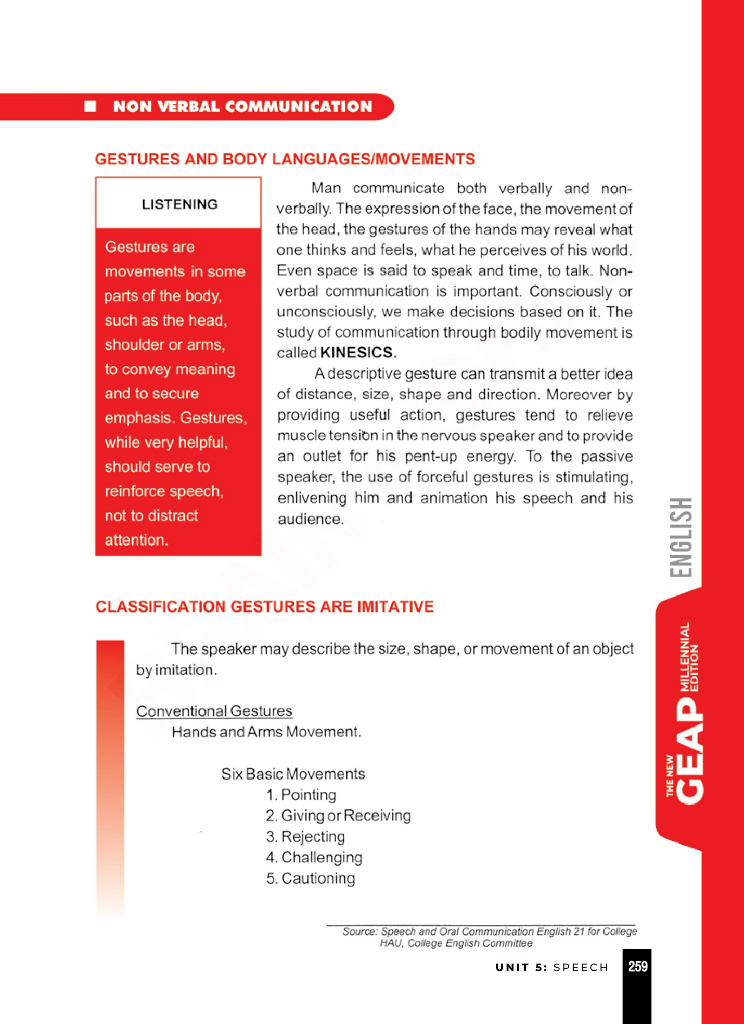 ■ NON VERBAL COMMUNICATION
GESTURES AND BODY LANGUAGES/MOVEMENTS
LISTENING
Gestures are
movements in some
parts of the body,
such as the head,
shoulder or arms,
to convey meaning
and to secure
emphasis. Gestures,
while very helpful,
should serve to
reinforce speech,
not to distract
attention.
Man communicate both verbally and non-
verbally. The expression of the face, the movement of
the head, the gestures of the hands may reveal what
one thinks and feels, what he perceives of his world.
Even space is said to speak and time, to talk. Non-
verbal communication is important. Consciously or
unconsciously, we make decisions based on it. The
study of communication through bodily movement is
called KINESICS.
A descriptive gesture can transmit a better idea
of distance, size, shape and direction. Moreover by
providing useful action, gestures tend to relieve
muscle tension in the nervous speaker and to provide
an outlet for his pent-up energy. To the passive
speaker, the use of forceful gestures is stimulating,
enlivening him and animation his speech and his
audience.
CLASSIFICATION GESTURES ARE IMITATIVE
The speaker may describe the size, shape, or movement of an object
by imitation.
Conventional Gestures
Hands and Arms Movement.
Six Basic Movements
1. Pointing
2. Giving or Receiving
3. Rejecting
4. Challenging
5. Cautioning
Source: Speech and Oral Communication English 21 for College
HAU, College English Committee
UNIT 5: SPEECH 259
ENGLISH
THE NEW
GEAP
MILLENNIAL
EDITION